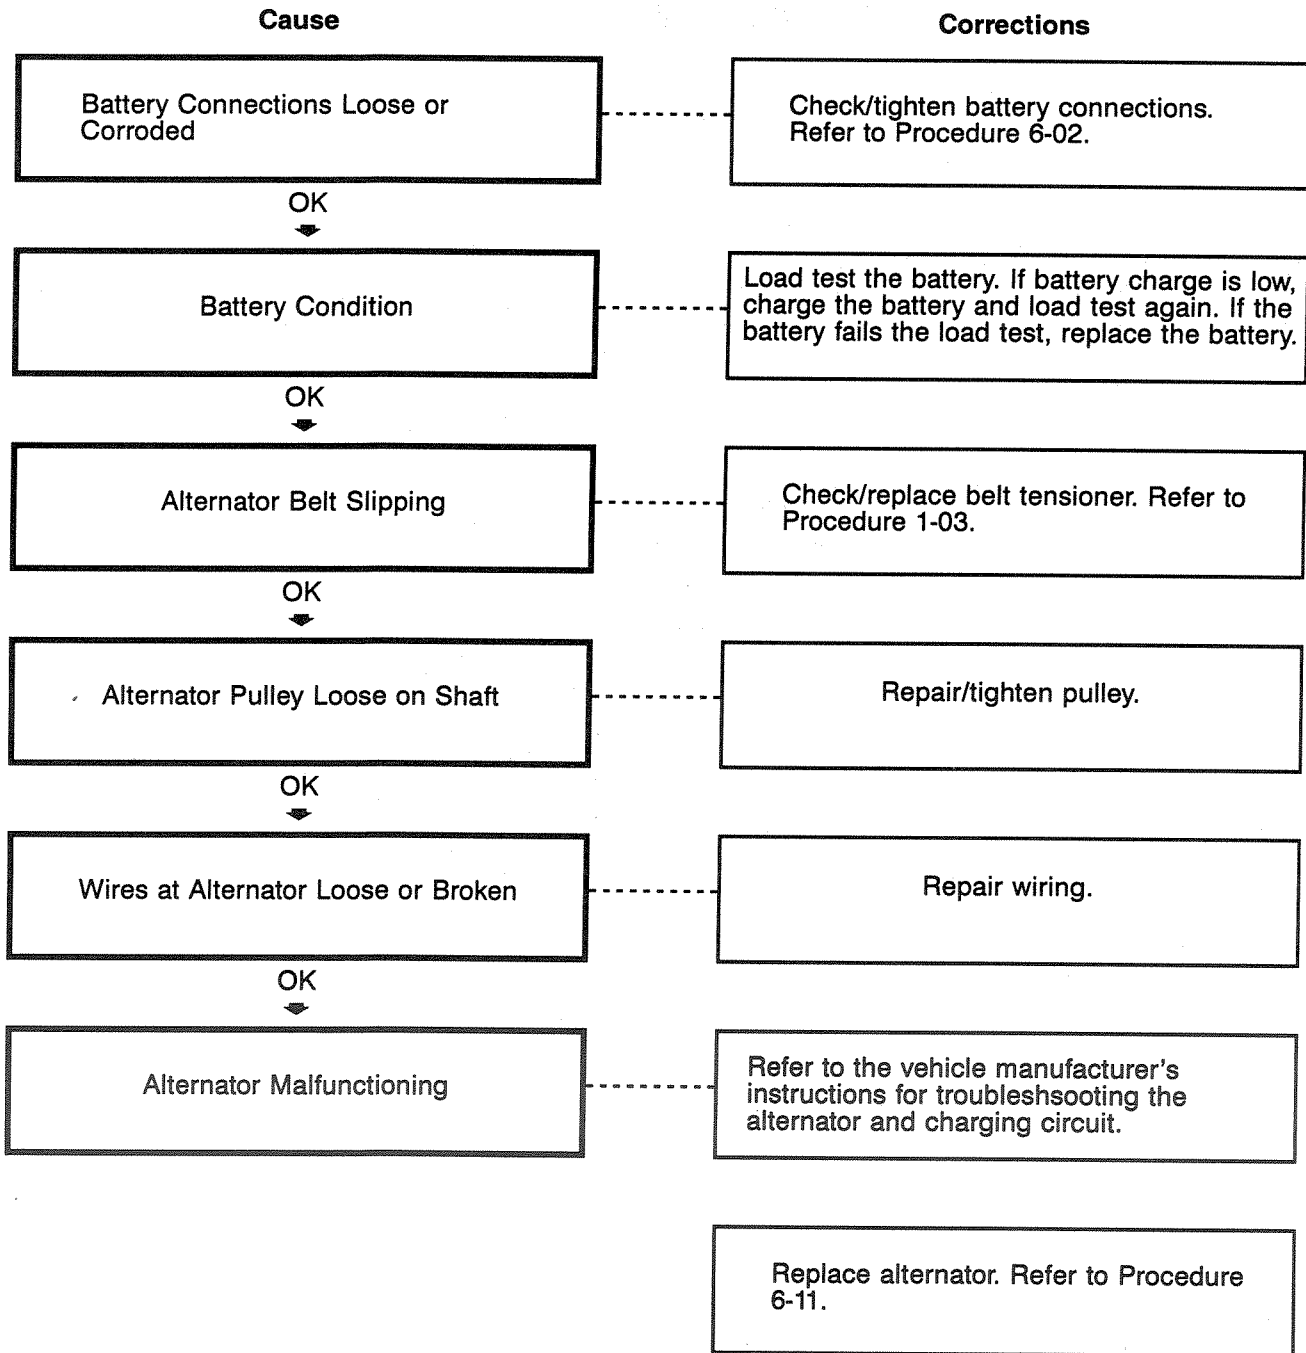 Cause
Corrections
Battery Connections Loose or
Corroded
Check/tighten battery connections.
Refer to Procedure 6-02.
OK
Battery Condition
Load test the battery. If battery charge is low,
charge the battery and load test again. If the
battery fails the load test, replace the battery.
OK
Alternator Belt Slipping
Check/replace belt tensioner. Refer to
Procedure 1-03.
OK
Alternator Pulley Loose on Shaft
Repair/tighten pulley.
OK
Wires at Alternator Loose or Broken
Repair wiring.
OK
Alternator Malfunctioning
Refer to the vehicle manufacturer's
instructions for troubleshsooting the
alternator and charging circuit.
Replace alternator. Refer to Procedure
6-11.